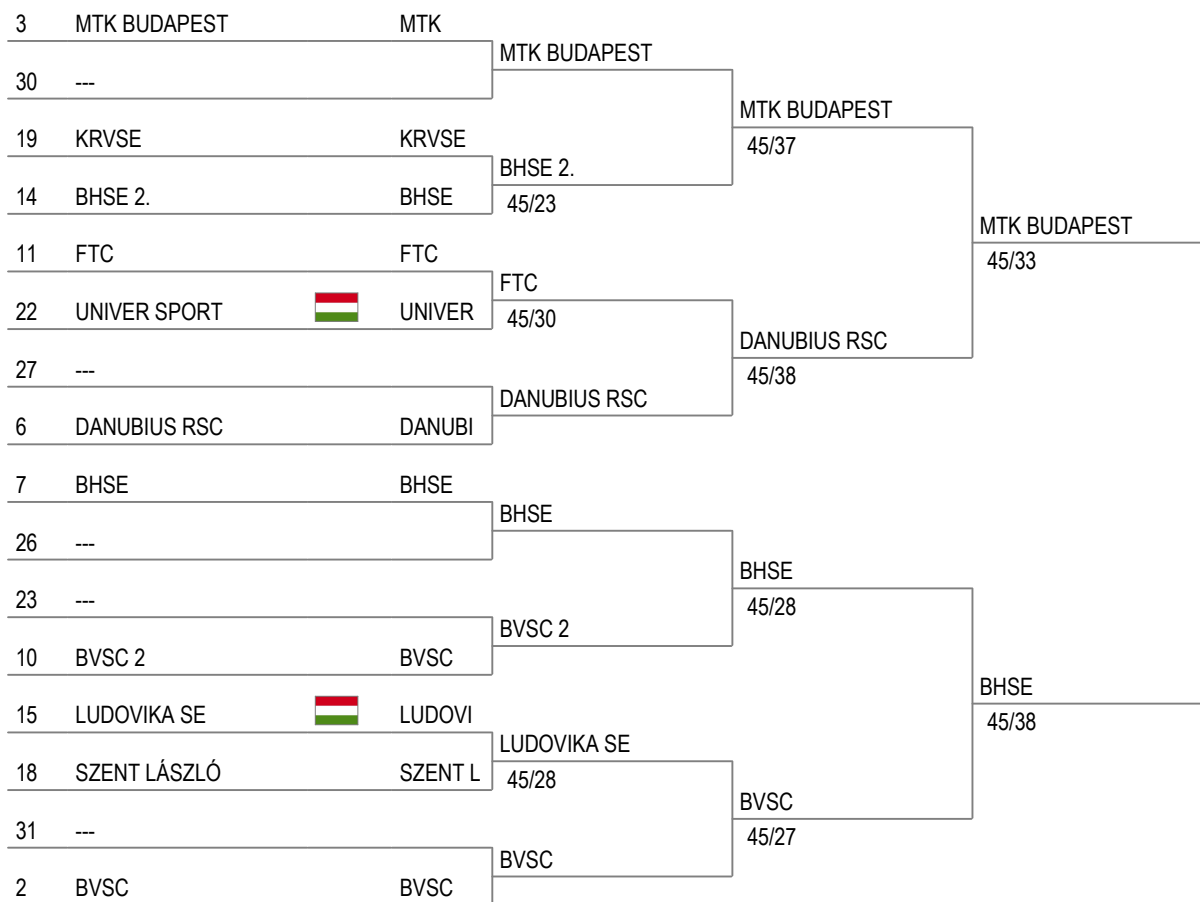 3 MTK BUDAPEST MTK
MTK BUDAPEST
30 ---
MTK BUDAPEST
45/37
19 KRVSE KRVSE
BHSE 2.
45/23
14 BHSE 2. BHSE
MTK BUDAPEST
45/33
11 FTC FTC
FTC
45/30
22 UNIVER SPORT UNIVER
DANUBIUS RSC
45/38
27 ---
DANUBIUS RSC
6 DANUBIUS RSC DANUBI
7 BHSE BHSE
BHSE
26 ---
BHSE
45/28
23 ---
BVSC 2
10 BVSC 2 BVSC
BHSE
45/38
15 LUDOVIKA SE LUDOVI
LUDOVIKA SE
45/28
18 SZENT LÁSZLÓ SZENT L
BVSC
45/27
31 ---
BVSC
2 BVSC BVSC